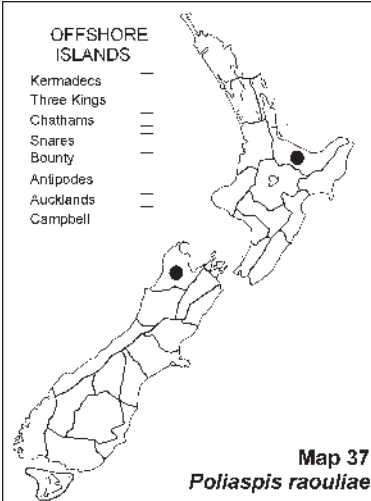 OFFSHORE
ISLANDS
Kermadecs
Three Kings
Chathams
Snares
Bounty
Antipodes
Aucklands
Campbell
Map 37
Poliaspis raouliae